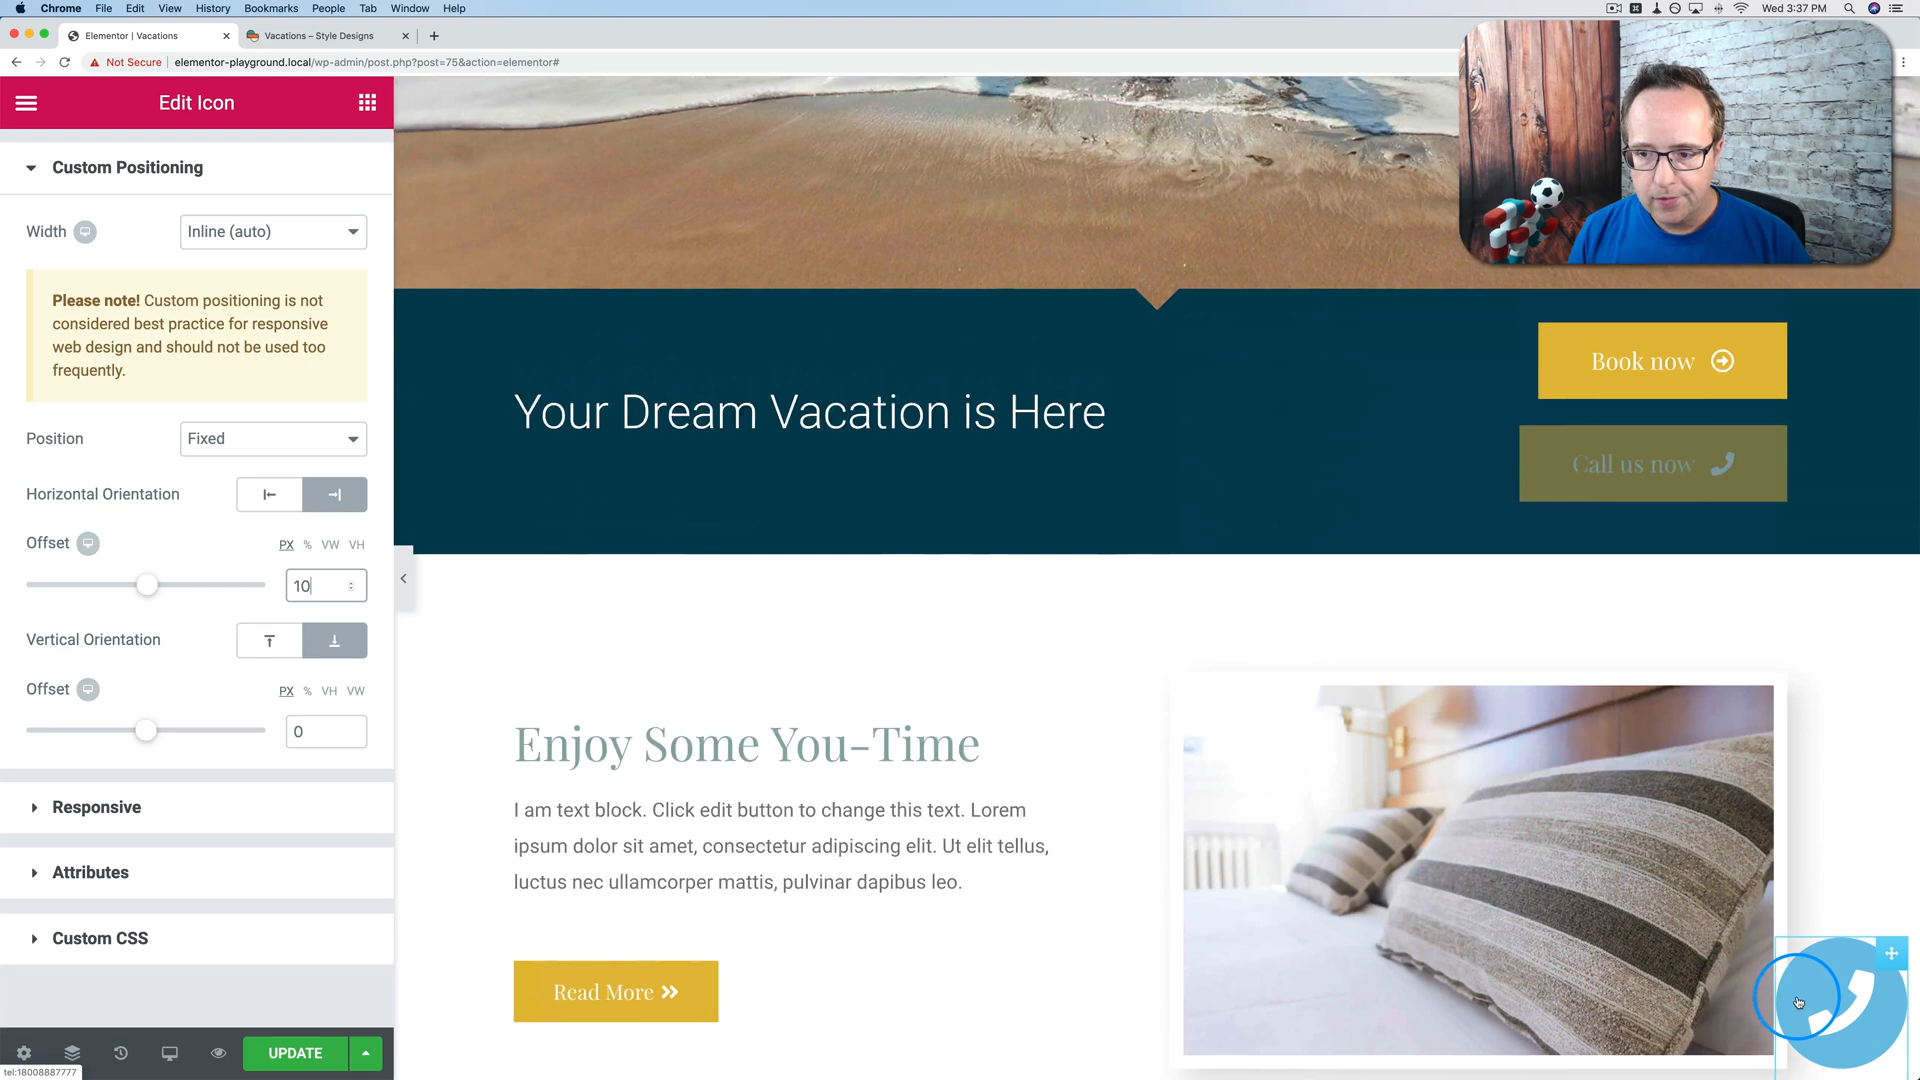 Chrome File Edit View History Bookmarks People Tab Window Help
Wed 3:37 PM
Elementor | Vacations
Vacations – Style Designs
Not Secure
elementor-playground.local/wp-admin/post.php?post=75&action=elementor#
Edit Icon
Custom Positioning
Width
Inline (auto)
Please note! Custom positioning is not
considered best practice for responsive
web design and should not be used too
frequently.
Position
Fixed
Horizontal Orientation
Offset
PX % VW VH
10
Vertical Orientation
Offset
PX % VH VW
0
Responsive
Attributes
Custom CSS
UPDATE
tel:18008887777
Your Dream Vacation is Here
Book now
Call us now
Enjoy Some You-Time
I am text block. Click edit button to change this text. Lorem
ipsum dolor sit amet, consectetur adipiscing elit. Ut elit tellus,
luctus nec ullamcorper mattis, pulvinar dapibus leo.
Read More